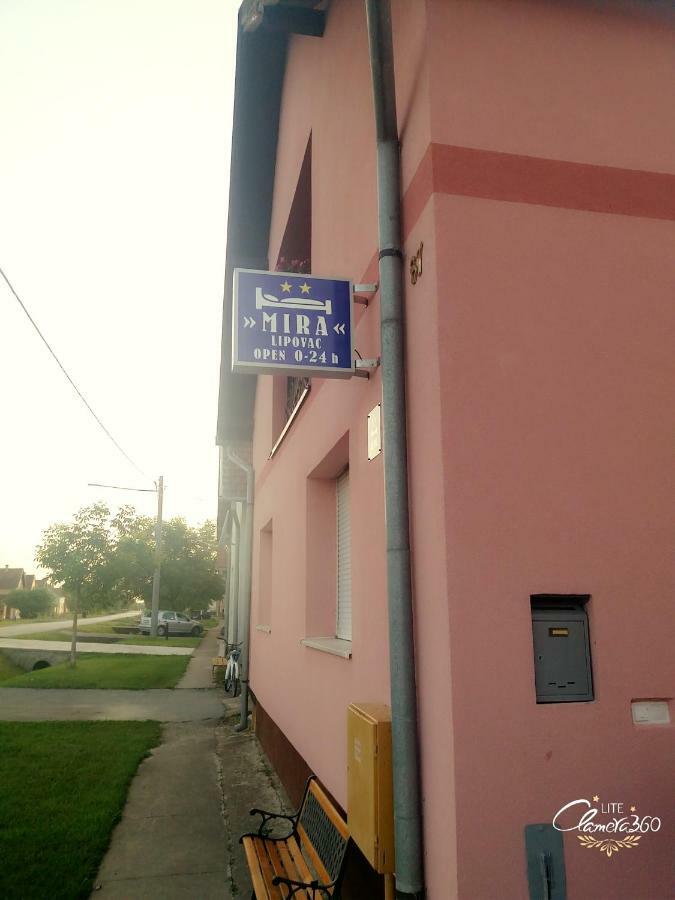 »MIRA«
LIPOVAC
OPEN 0-24 h
LITE
Camera360